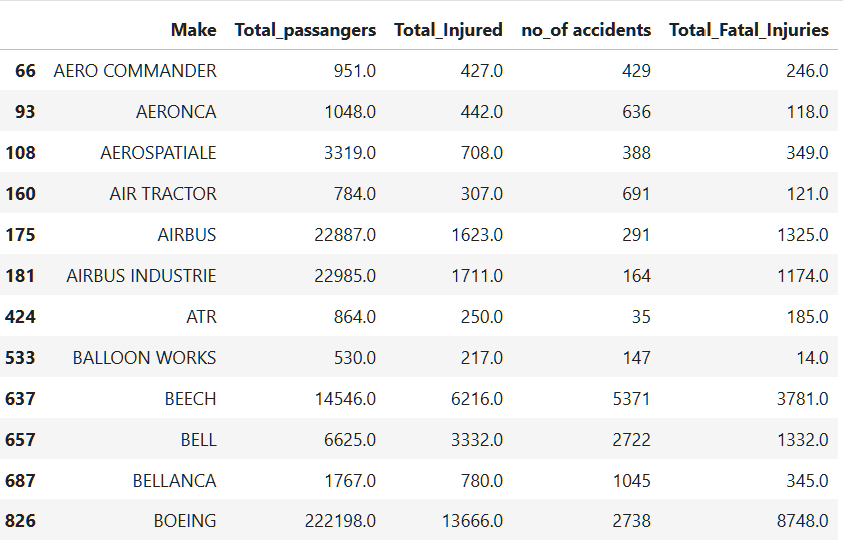 Make Total_passangers Total_Injured no_of accidents Total_Fatal_Injuries
66 AERO COMMANDER 951.0 427.0 429 246.0
93 AERONCA 1048.0 442.0 636 118.0
108 AEROSPATIALE 3319.0 708.0 388 349.0
160 AIR TRACTOR 784.0 307.0 691 121.0
175 AIRBUS 22887.0 1623.0 291 1325.0
181 AIRBUS INDUSTRIE 22985.0 1711.0 164 1174.0
424 ATR 864.0 250.0 35 185.0
533 BALLOON WORKS 530.0 217.0 147 14.0
637 BEECH 14546.0 6216.0 5371 3781.0
657 BELL 6625.0 3332.0 2722 1332.0
687 BELLANCA 1767.0 780.0 1045 345.0
826 BOEING 222198.0 13666.0 2738 8748.0